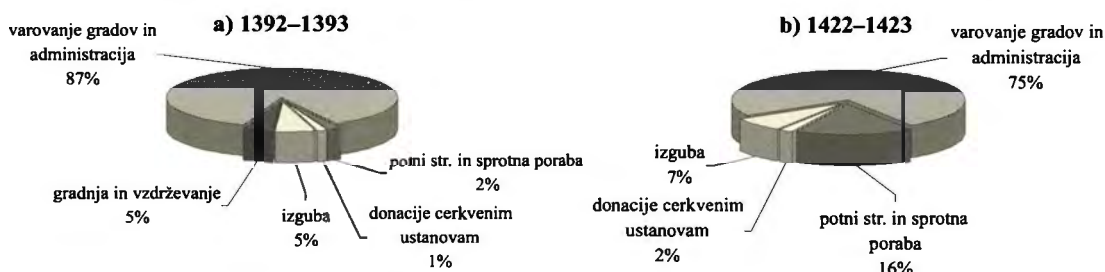 a) 1392–1393
varovanje gradov in
administracija
87%
potni str. in sprotna poraba
2%
gradnja in vzdrževanje
5%
izguba
5%
donacije cerkvenim
ustanovam
1%
b) 1422–1423
varovanje gradov in
administracija
75%
izguba
7%
donacije cerkvenim
ustanovam
2%
potni str. in sprotna
poraba
16%